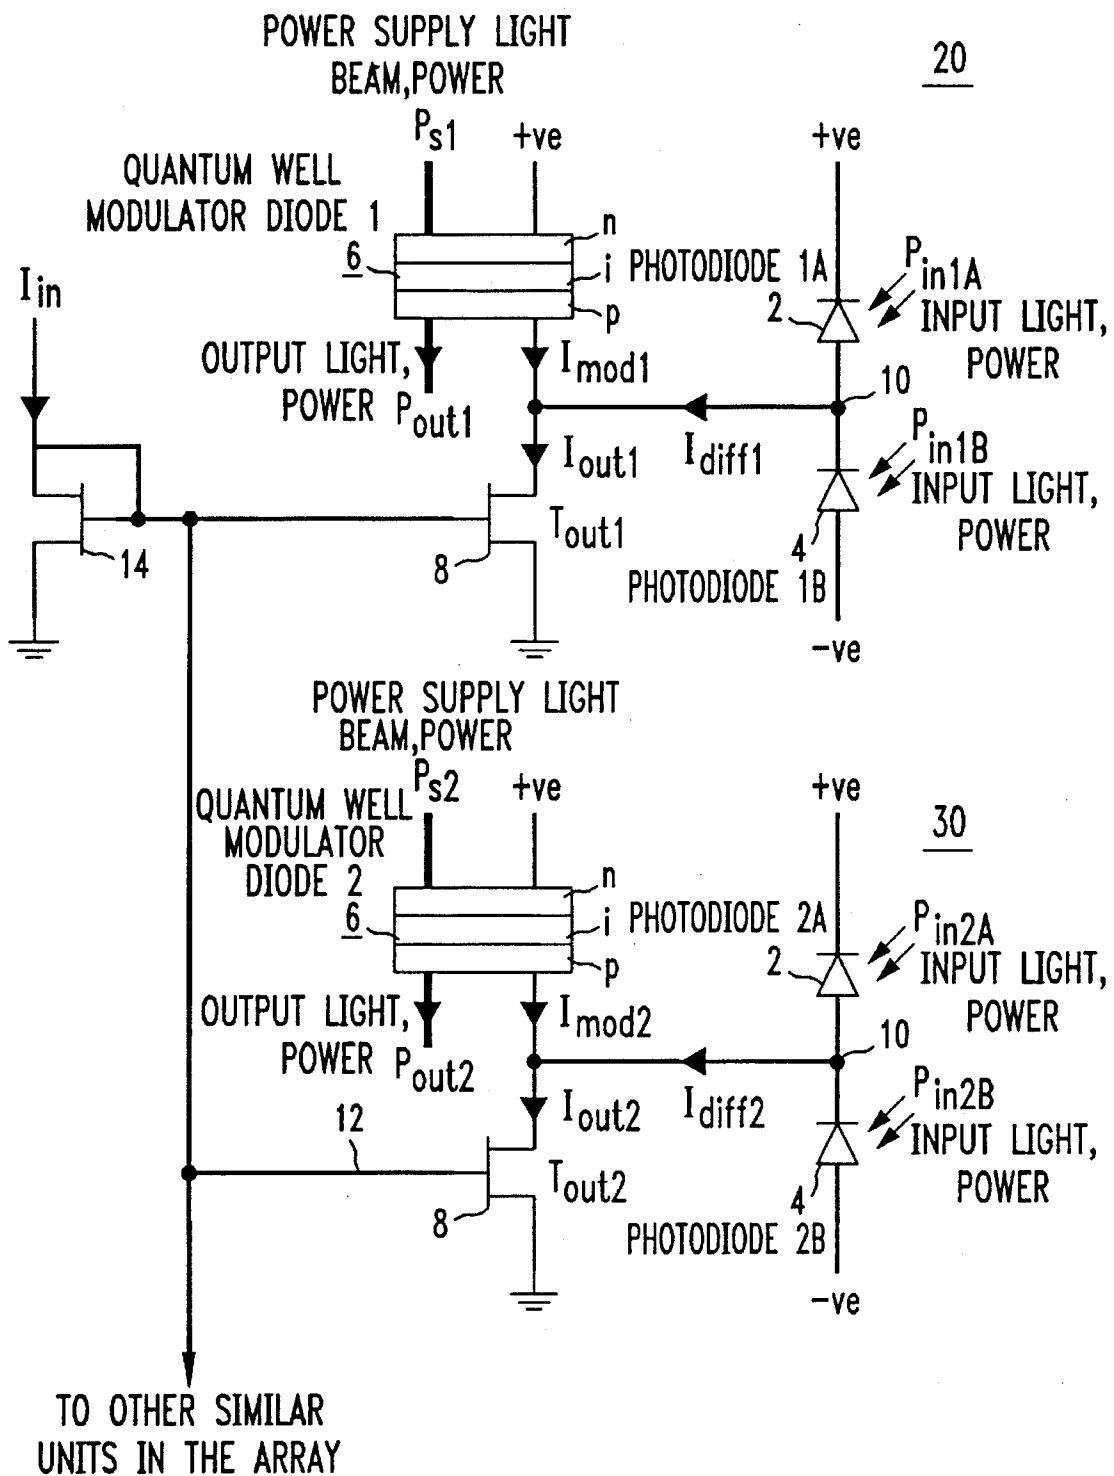 POWER SUPPLY LIGHT
BEAM,POWER
20
Ps1
+ve
+ve
QUANTUM WELL
MODULATOR DIODE 1
n
6
i
PHOTODIODE 1A
Pin1A
Iin
p
2
INPUT LIGHT,
POWER
OUTPUT LIGHT,
POWER Pout1
Imod1
10
Iout1
Idiff1
Pin1B
INPUT LIGHT,
POWER
Tout1
14
8
4
PHOTODIODE 1B
-ve
POWER SUPPLY LIGHT
BEAM,POWER
Ps2
+ve
+ve
QUANTUM WELL
MODULATOR
DIODE 2
30
n
6
i
PHOTODIODE 2A
Pin2A
p
2
INPUT LIGHT,
POWER
OUTPUT LIGHT,
POWER Pout2
Imod2
10
Iout2
Idiff2
Pin2B
12
INPUT LIGHT,
POWER
Tout2
8
4
PHOTODIODE 2B
-ve
TO OTHER SIMILAR
UNITS IN THE ARRAY